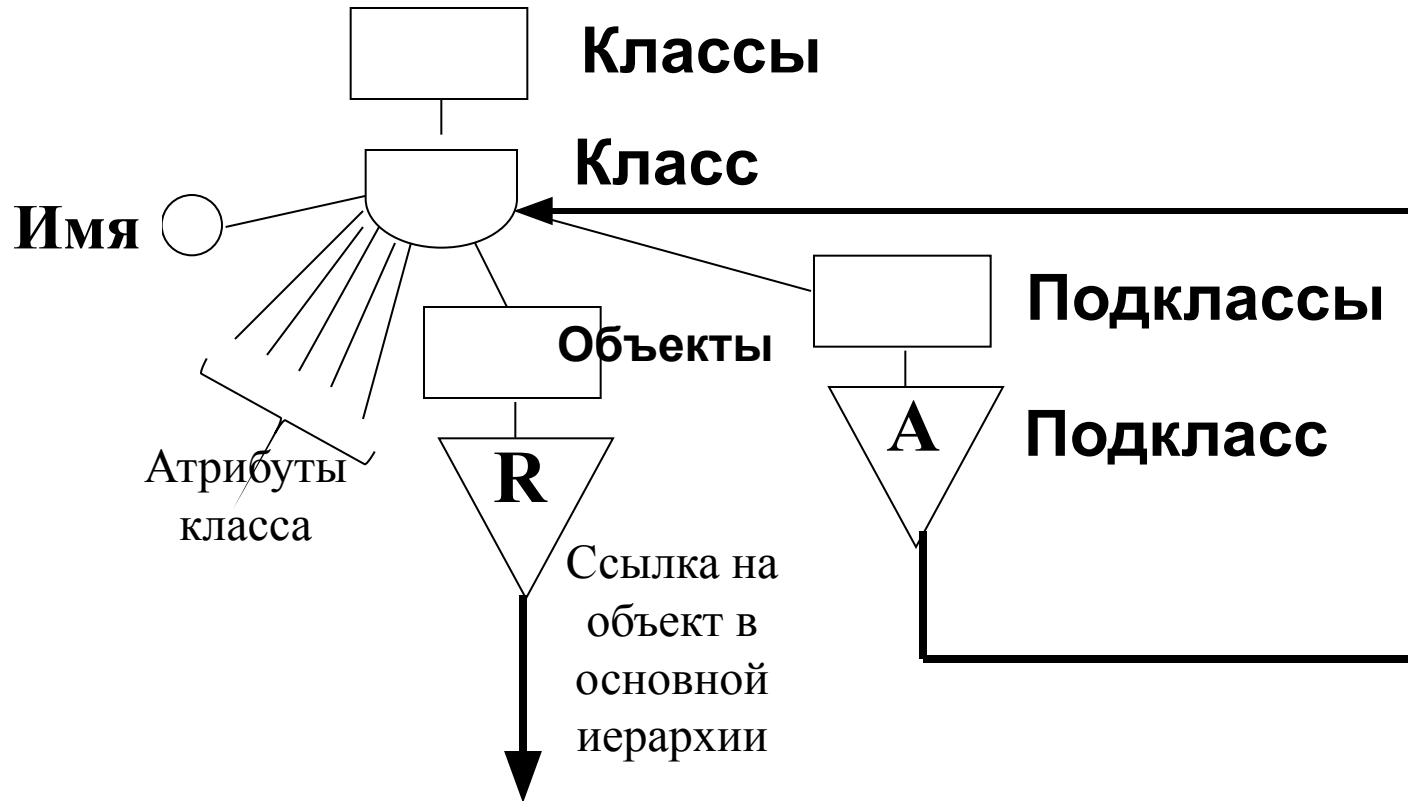 Классы
Класс
Имя
Подклассы
Объекты
A
Подкласс
Атрибуты
класса
R
Ссылка на
объект в
основной
иерархии